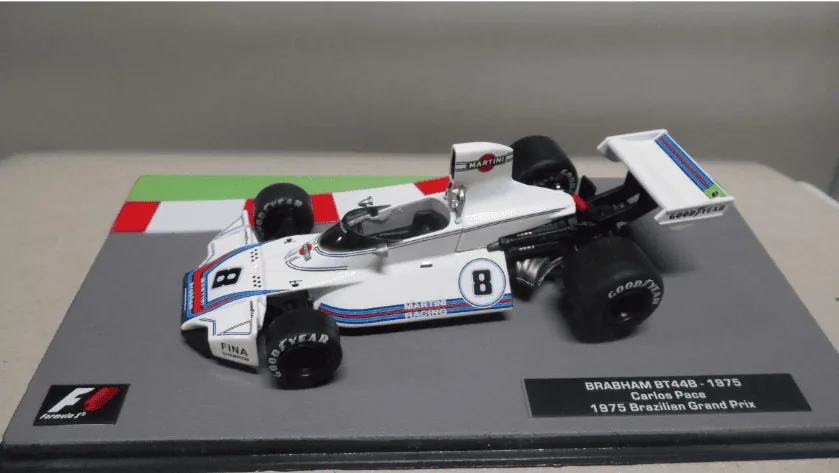 MARTINI
GOODYEAR
GOODYEAR
8
8
MARTINI
RACING
GOODYEAR
GOODYEAR
FINA
F1
Formula 1
BRABHAM BT44B - 1975
Carlos Pace
1975 Brazilian Grand Prix